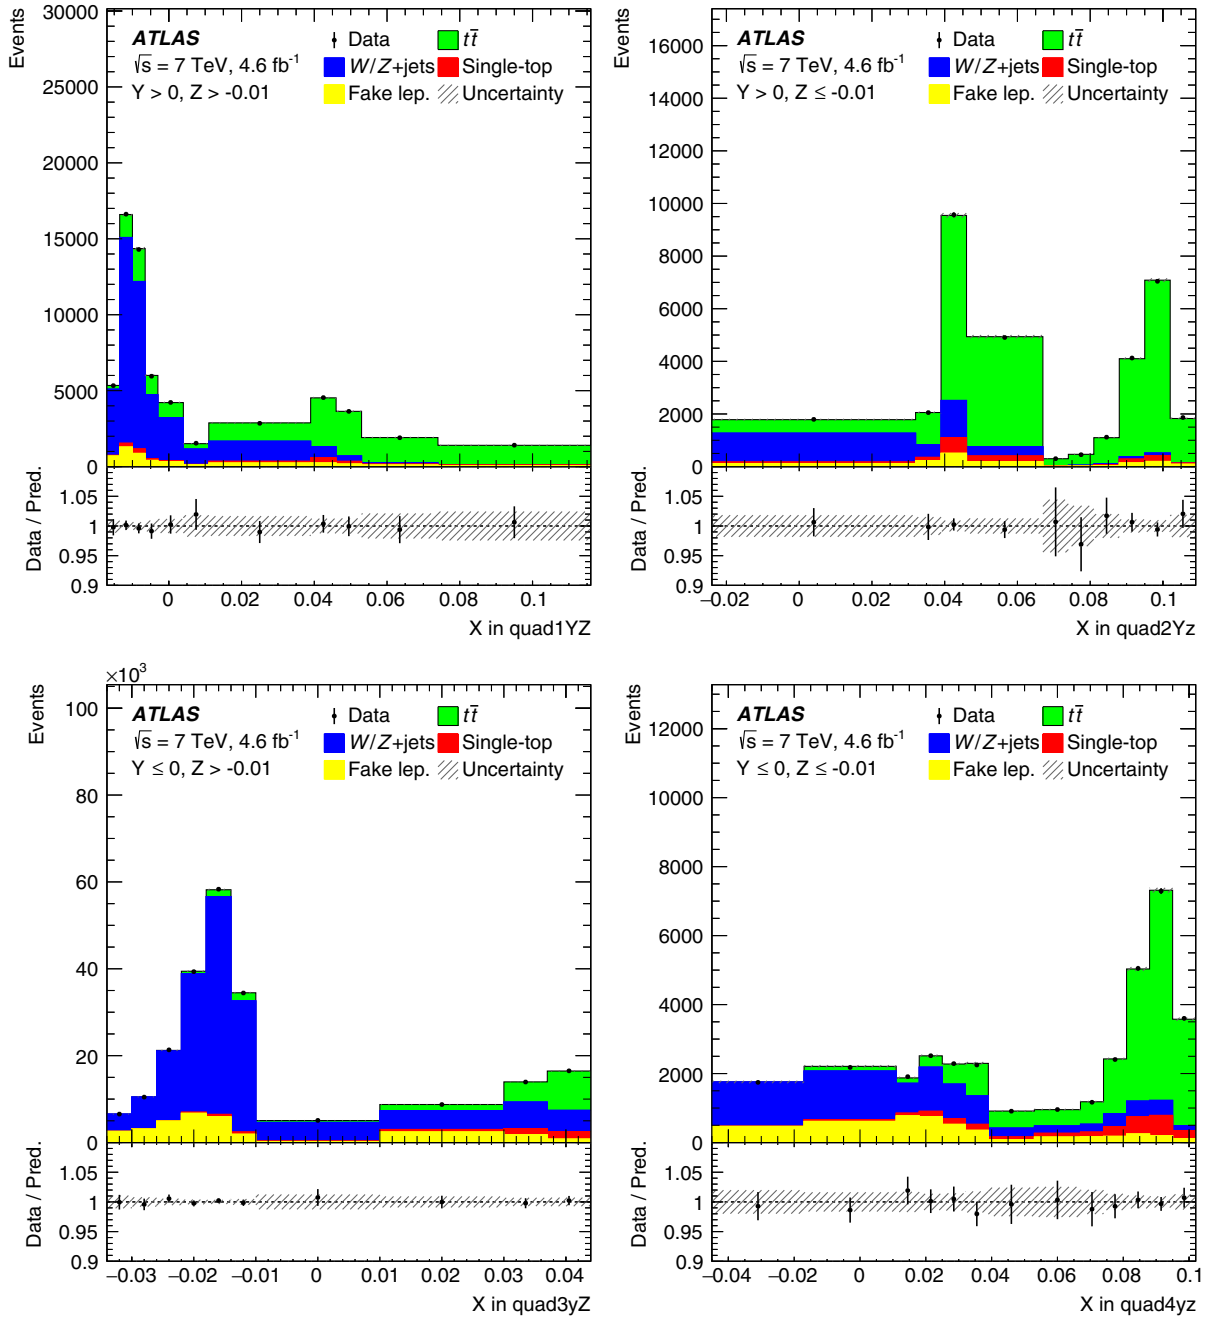 Events
30000
25000
20000
15000
10000
5000
0
ATLAS
√s = 7 TeV, 4.6 fb-1
Y > 0, Z > -0.01
Data
tt̄
W/Z+jets
Single-top
Fake lep.
Uncertainty
Data / Pred.
1.05
1
0.95
0.9
0 0.02 0.04 0.06 0.08 0.1
X in quad1YZ
Events
16000
14000
12000
10000
8000
6000
4000
2000
0
ATLAS
√s = 7 TeV, 4.6 fb-1
Y > 0, Z ≤ -0.01
Data
tt̄
W/Z+jets
Single-top
Fake lep.
Uncertainty
Data / Pred.
1.05
1
0.95
0.9
−0.02 0 0.02 0.04 0.06 0.08 0.1
X in quad2Yz
×103
Events
100
80
60
40
20
0
ATLAS
√s = 7 TeV, 4.6 fb-1
Y ≤ 0, Z > -0.01
Data
tt̄
W/Z+jets
Single-top
Fake lep.
Uncertainty
Data / Pred.
1.05
1
0.95
0.9
−0.03 −0.02 −0.01 0 0.01 0.02 0.03 0.04
X in quad3yZ
Events
12000
10000
8000
6000
4000
2000
0
ATLAS
√s = 7 TeV, 4.6 fb-1
Y ≤ 0, Z ≤ -0.01
Data
tt̄
W/Z+jets
Single-top
Fake lep.
Uncertainty
Data / Pred.
1.05
1
0.95
0.9
−0.04 −0.02 0 0.02 0.04 0.06 0.08 0.1
X in quad4yz